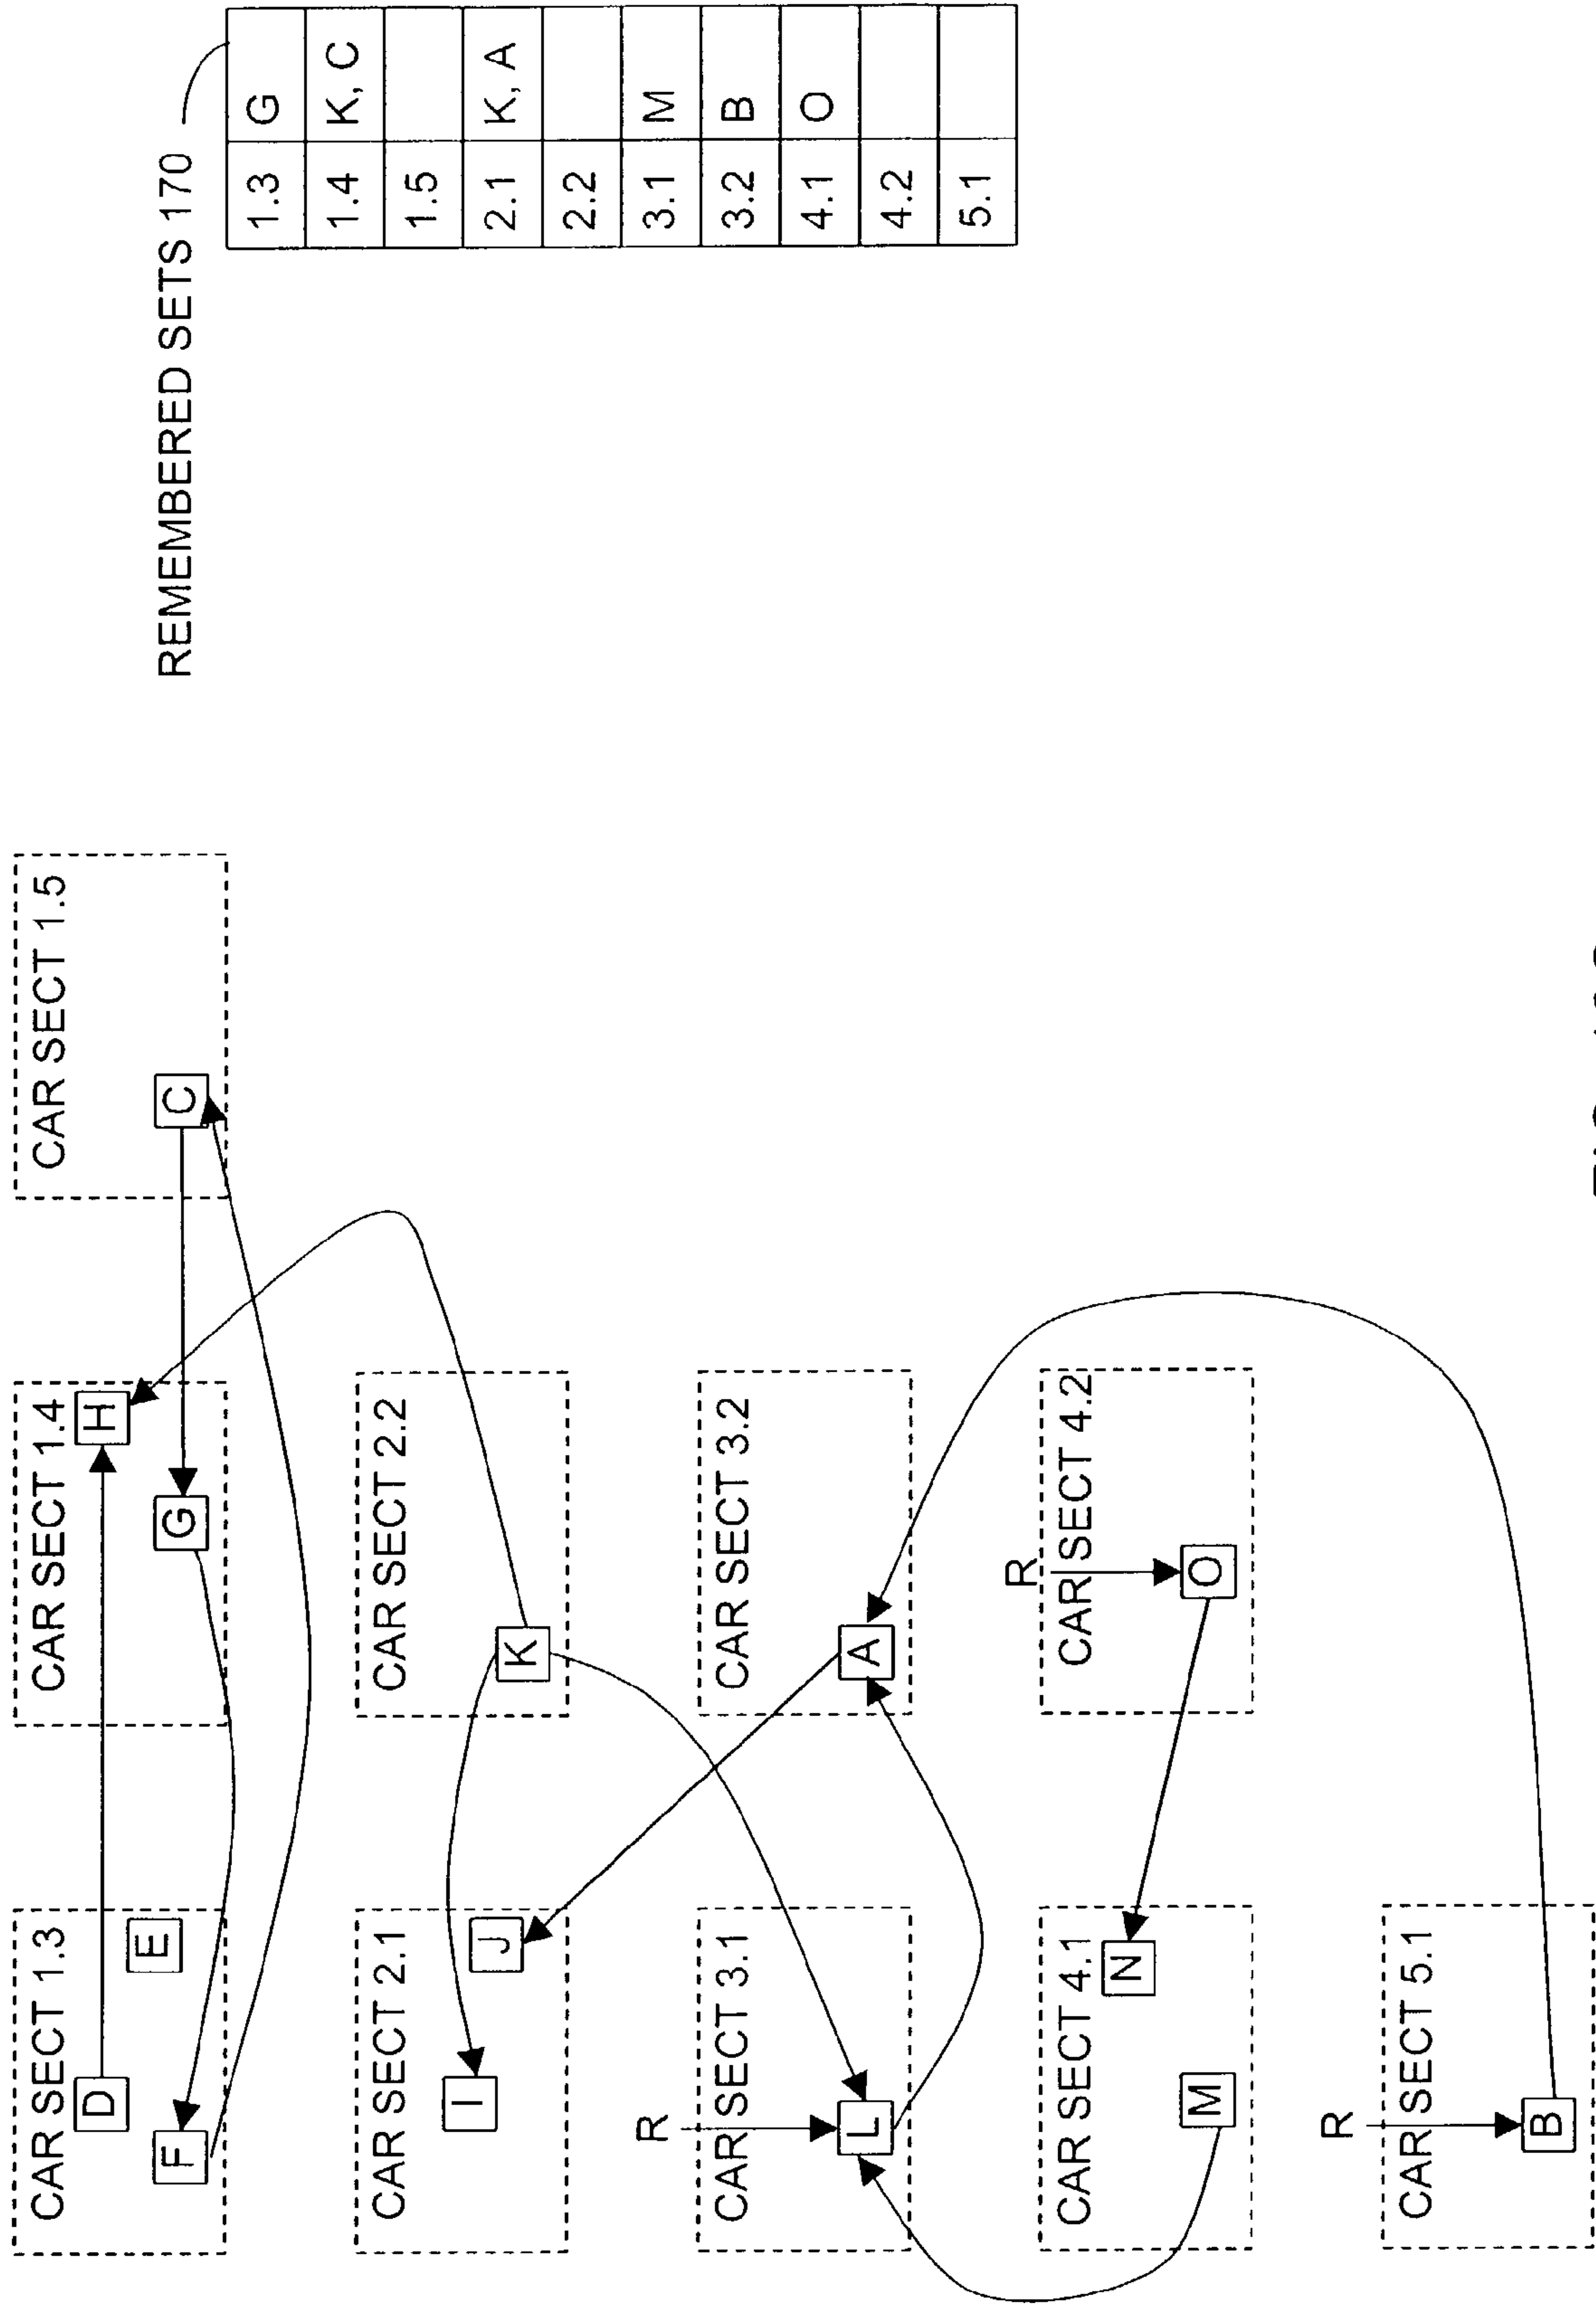 CAR SECT 1.3
D
E
F
CAR SECT 1.4
H
G
CAR SECT 1.5
C
CAR SECT 2.1
I
J
CAR SECT 2.2
K
R
CAR SECT 3.1
L
CAR SECT 3.2
A
CAR SECT 4.1
N
M
R
CAR SECT 4.2
O
R
CAR SECT 5.1
B
REMEMBERED SETS 170
1.3 G
1.4 K, C
1.5
2.1 K, A
2.2
3.1 M
3.2 B
4.1 O
4.2
5.1